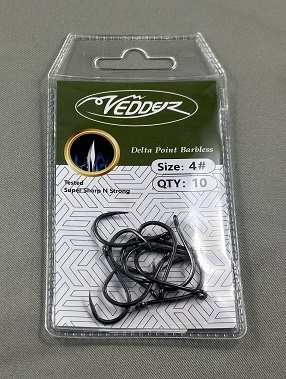 VEDDER
Delta Point Barbless
Size: 4#
QTY: 10
Tested
Super Sharp N Strong